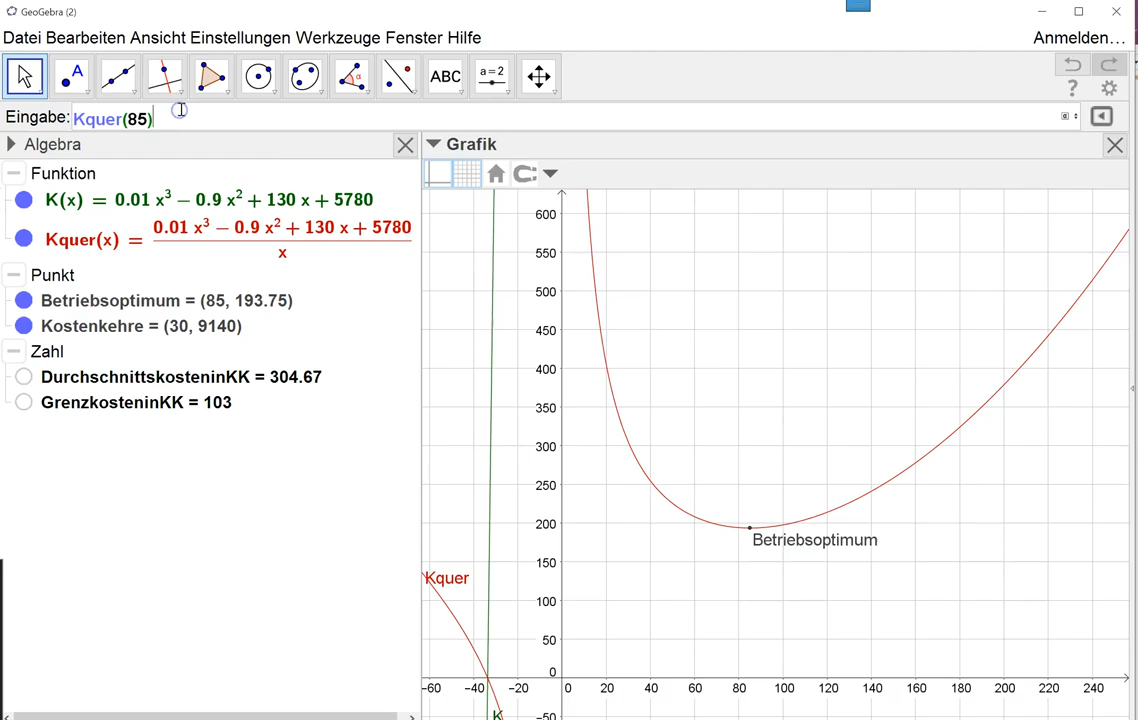 GeoGebra (2)
Datei Bearbeiten Ansicht Einstellungen Werkzeuge Fenster Hilfe
Anmelden...
A
α
ABC
a=2
?
Eingabe: Kquer(85)
α
Algebra
Grafik
Funktion
K(x) = 0.01 x³ − 0.9 x² + 130 x + 5780
Kquer(x) = (0.01 x³ − 0.9 x² + 130 x + 5780) / x
Punkt
Betriebsoptimum = (85, 193.75)
Kostenkehre = (30, 9140)
Zahl
DurchschnittskosteninKK = 304.67
GrenzkosteninKK = 103
600
550
500
450
400
350
300
250
200
150
100
50
0
−50
Betriebsoptimum
Kquer
−60 −40 −20 0 20 40 60 80 100 120 140 160 180 200 220 240
K